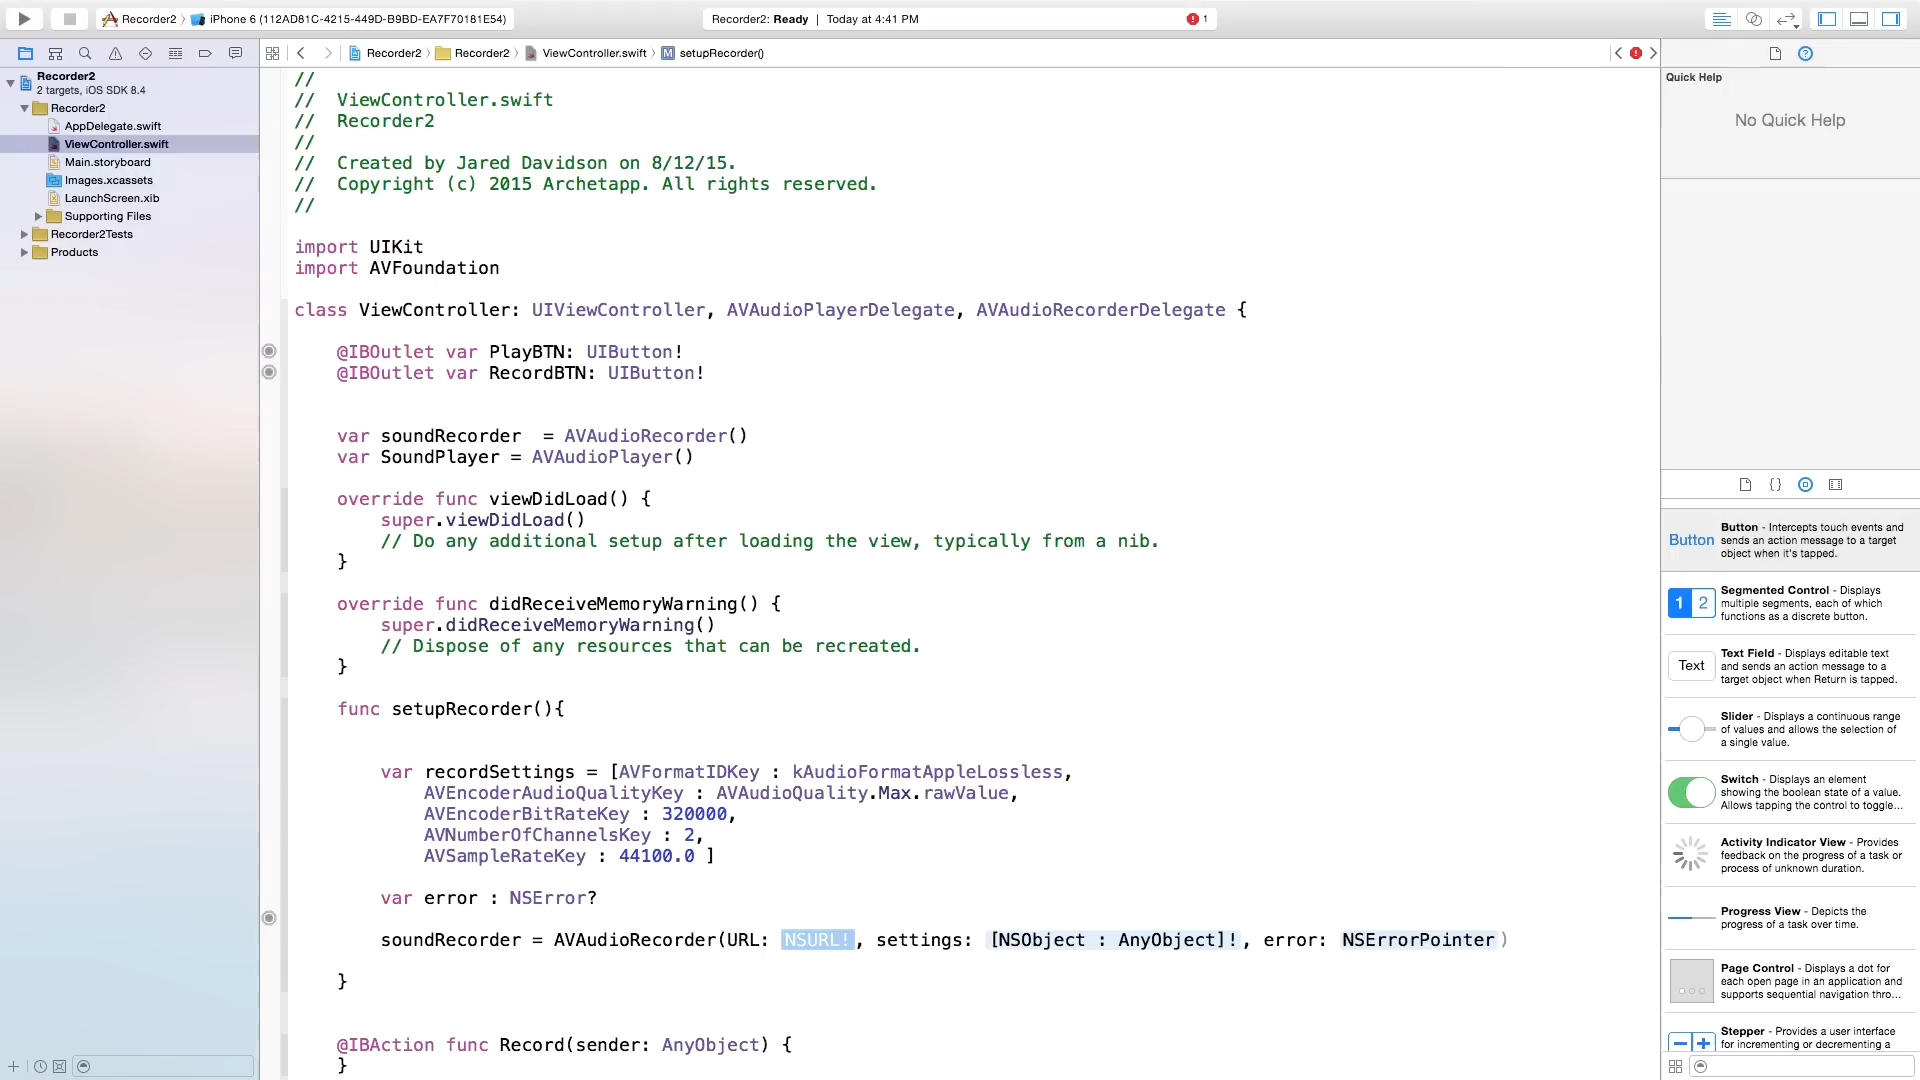 Recorder2 〉 iPhone 6 (112AD81C-4215-449D-B9BD-EA7F70181E54)
Recorder2: Ready | Today at 4:41 PM
1
Recorder2 〉 Recorder2 〉 ViewController.swift 〉 M setupRecorder()
Recorder2
2 targets, iOS SDK 8.4
Recorder2
AppDelegate.swift
ViewController.swift
Main.storyboard
Images.xcassets
LaunchScreen.xib
Supporting Files
Recorder2Tests
Products
//
//  ViewController.swift
//  Recorder2
//
//  Created by Jared Davidson on 8/12/15.
//  Copyright (c) 2015 Archetapp. All rights reserved.
//
import UIKit
import AVFoundation
class ViewController: UIViewController, AVAudioPlayerDelegate, AVAudioRecorderDelegate {
@IBOutlet var PlayBTN: UIButton!
@IBOutlet var RecordBTN: UIButton!
var soundRecorder  = AVAudioRecorder()
var SoundPlayer = AVAudioPlayer()
override func viewDidLoad() {
super.viewDidLoad()
// Do any additional setup after loading the view, typically from a nib.
}
override func didReceiveMemoryWarning() {
super.didReceiveMemoryWarning()
// Dispose of any resources that can be recreated.
}
func setupRecorder(){
var recordSettings = [AVFormatIDKey : kAudioFormatAppleLossless,
AVEncoderAudioQualityKey : AVAudioQuality.Max.rawValue,
AVEncoderBitRateKey : 320000,
AVNumberOfChannelsKey : 2,
AVSampleRateKey : 44100.0 ]
var error : NSError?
soundRecorder = AVAudioRecorder(URL: NSURL!, settings: [NSObject : AnyObject]!, error: NSErrorPointer)
}
@IBAction func Record(sender: AnyObject) {
}
Quick Help
No Quick Help
Button
Button - Intercepts touch events and
sends an action message to a target
object when it's tapped.
1 2
Segmented Control - Displays
multiple segments, each of which
functions as a discrete button.
Text
Text Field - Displays editable text
and sends an action message to a
target object when Return is tapped.
Slider - Displays a continuous range
of values and allows the selection of
a single value.
Switch - Displays an element
showing the boolean state of a value.
Allows tapping the control to toggle...
Activity Indicator View - Provides
feedback on the progress of a task or
process of unknown duration.
Progress View - Depicts the
progress of a task over time.
Page Control - Displays a dot for
each open page in an application and
supports sequential navigation thro...
Stepper - Provides a user interface
for incrementing or decrementing a